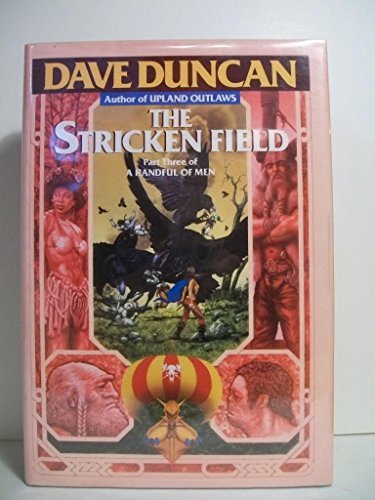 DAVE DUNCAN
Author of UPLAND OUTLAWS
THE
STRICKEN FIELD
Part Three of
A HANDFUL OF MEN